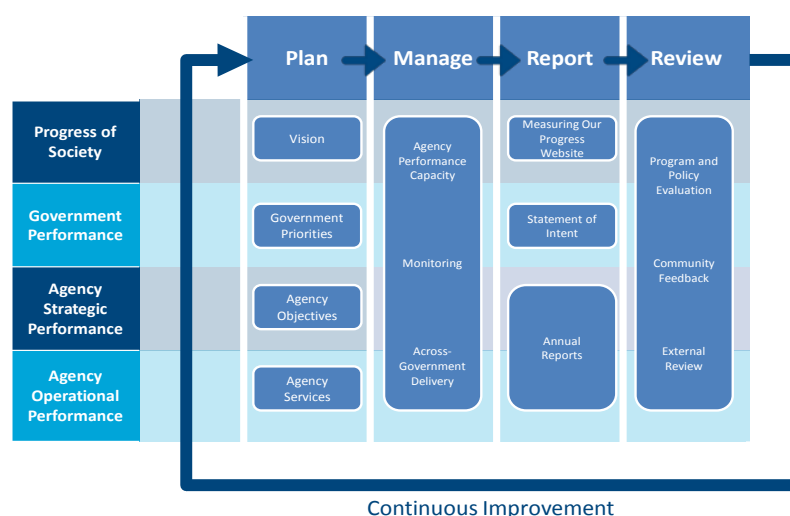 Plan
Manage
Report
Review
Progress of
Society
Vision
Agency
Performance
Capacity
Measuring Our
Progress
Website
Program and
Policy
Evaluation
Government
Performance
Government
Priorities
Monitoring
Statement of
Intent
Community
Feedback
Agency
Strategic
Performance
Agency
Objectives
Across-
Government
Delivery
Annual
Reports
External
Review
Agency
Operational
Performance
Agency
Services
Continuous Improvement